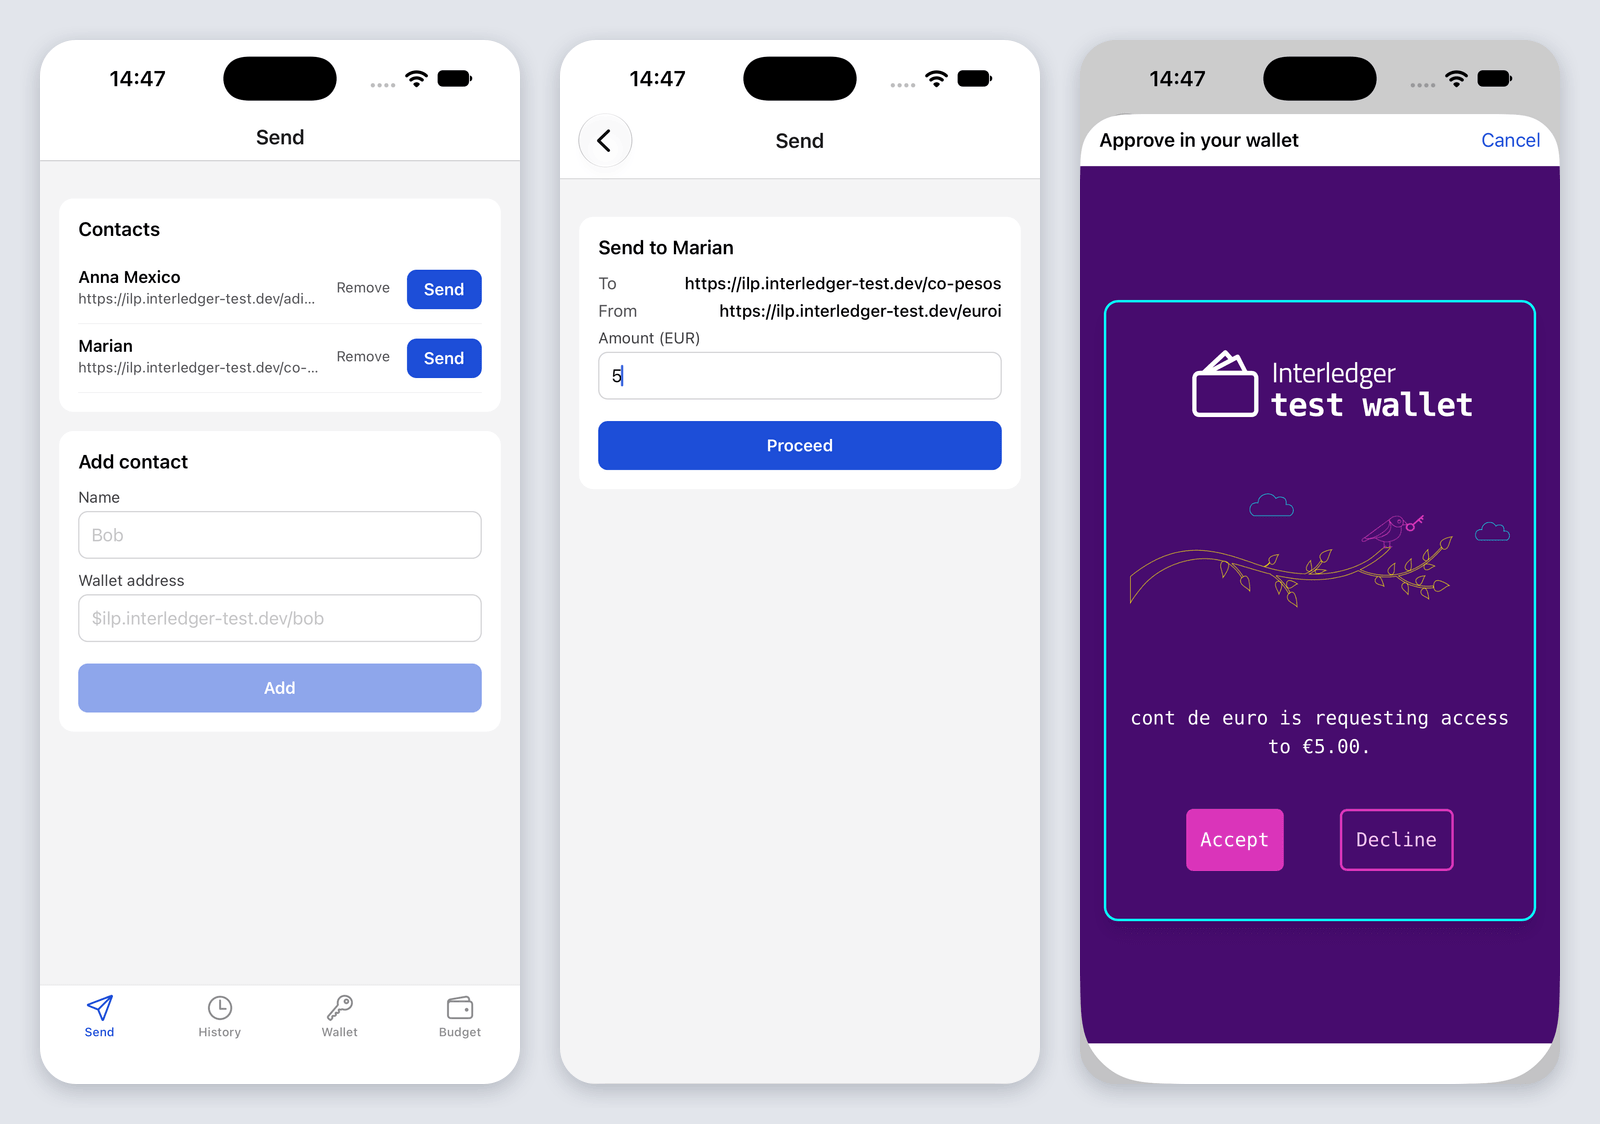 14:47
Send
Contacts
Anna Mexico
https://ilp.interledger-test.dev/adi...
Remove
Send
Marian
https://ilp.interledger-test.dev/co-...
Remove
Send
Add contact
Name
Bob
Wallet address
$ilp.interledger-test.dev/bob
Add
Send
History
Wallet
Budget
14:47
Send
Send to Marian
To https://ilp.interledger-test.dev/co-pesos
From https://ilp.interledger-test.dev/euroi
Amount (EUR)
5
Proceed
14:47
Approve in your wallet
Cancel
Interledger
test wallet
cont de euro is requesting access
to €5.00.
Accept
Decline